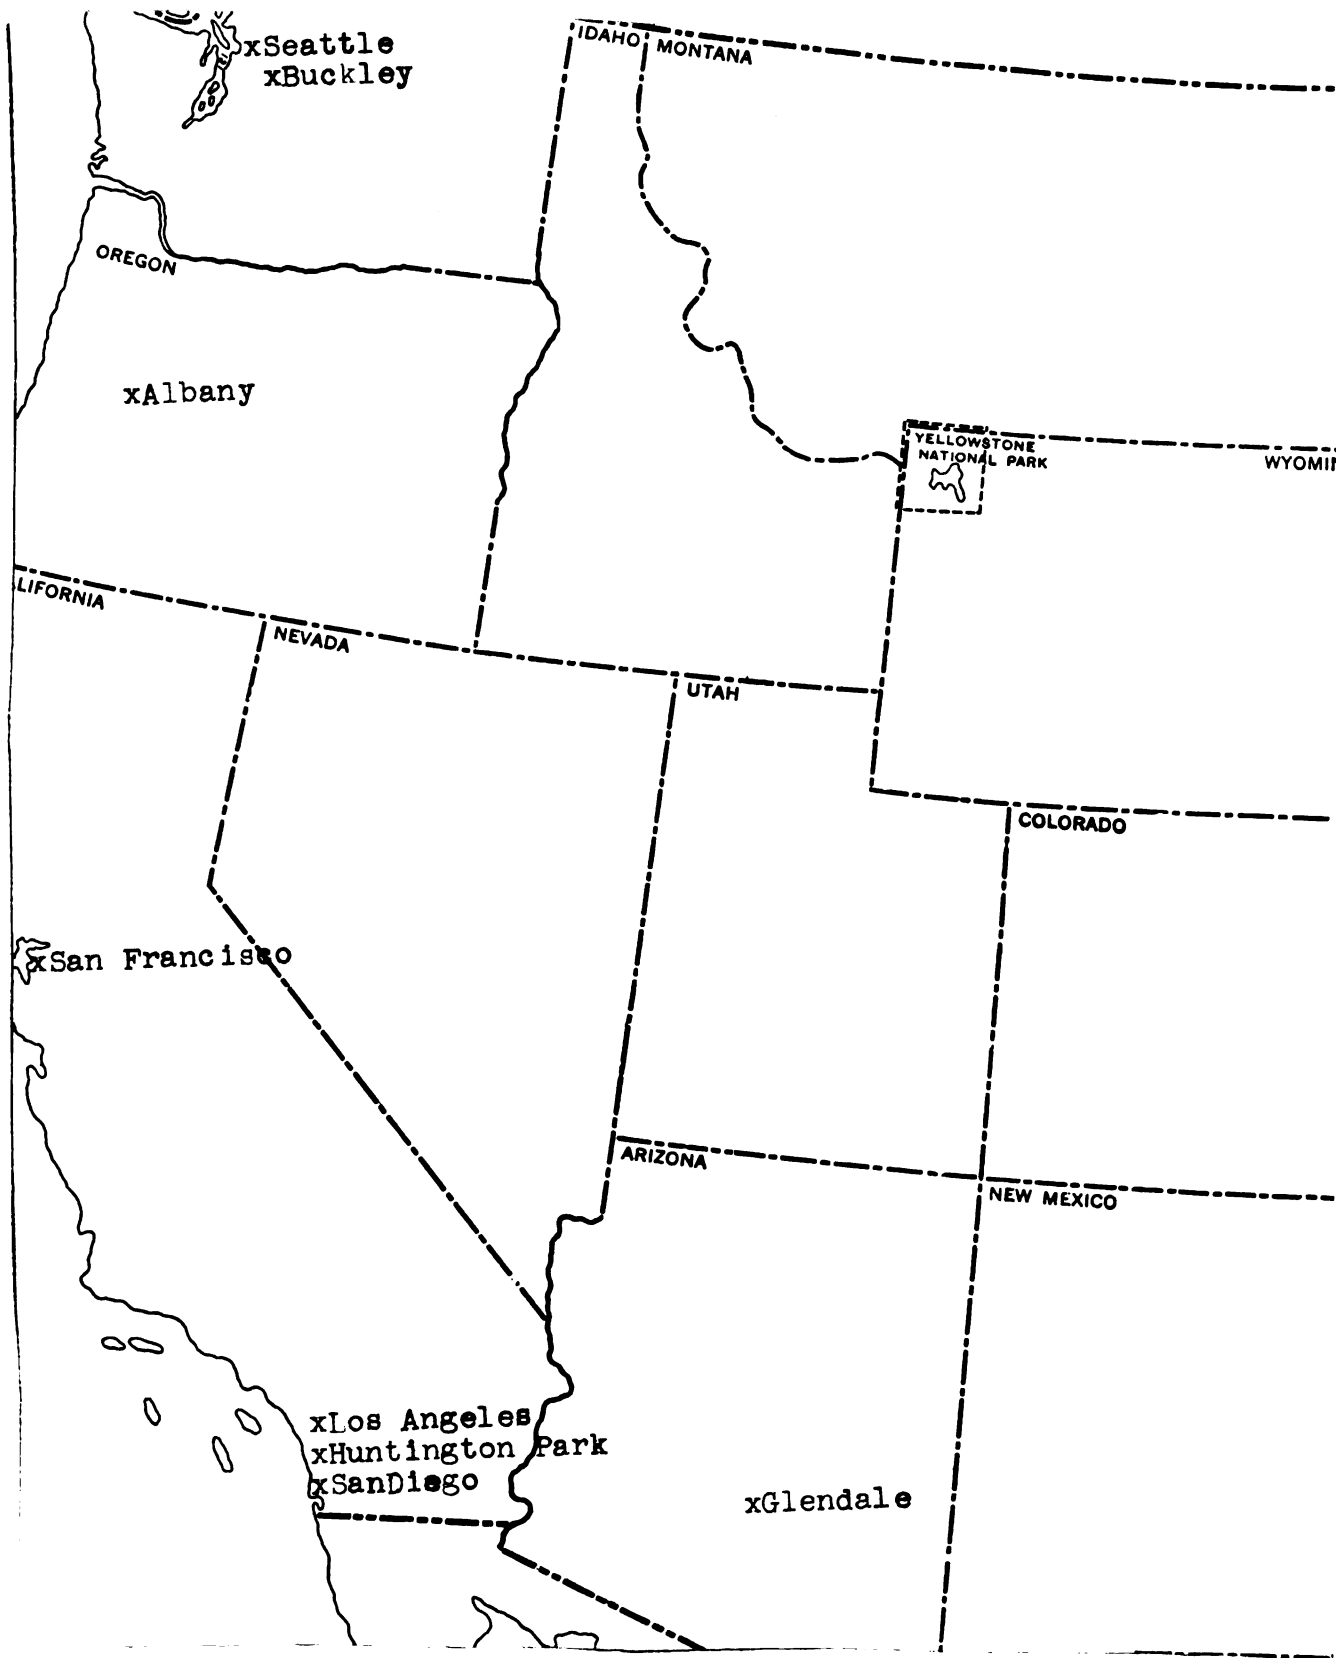 xSeattle
xBuckley
IDAHO
MONTANA
OREGON
xAlbany
YELLOWSTONE
NATIONAL PARK
WYOMIN
LIFORNIA
NEVADA
UTAH
COLORADO
xSan Francisco
ARIZONA
NEW MEXICO
xLos Angeles
xHuntington Park
xSanDiego
xGlendale